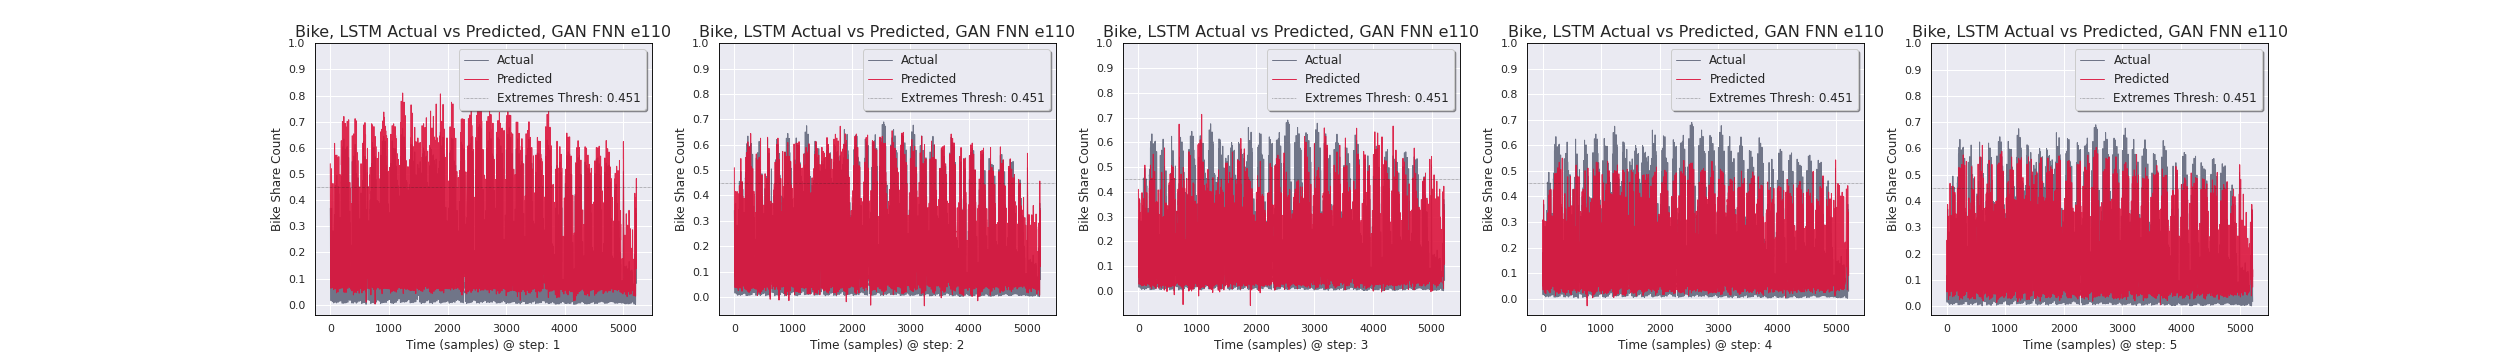 Bike, LSTM Actual vs Predicted, GAN FNN e110
Bike Share Count
1.0
0.9
0.8
0.7
0.6
0.5
0.4
0.3
0.2
0.1
0.0
Actual
Predicted
Extremes Thresh: 0.451
0 1000 2000 3000 4000 5000
Time (samples) @ step: 1
Bike, LSTM Actual vs Predicted, GAN FNN e110
Bike Share Count
1.0
0.9
0.8
0.7
0.6
0.5
0.4
0.3
0.2
0.1
0.0
Actual
Predicted
Extremes Thresh: 0.451
0 1000 2000 3000 4000 5000
Time (samples) @ step: 2
Bike, LSTM Actual vs Predicted, GAN FNN e110
Bike Share Count
1.0
0.9
0.8
0.7
0.6
0.5
0.4
0.3
0.2
0.1
0.0
Actual
Predicted
Extremes Thresh: 0.451
0 1000 2000 3000 4000 5000
Time (samples) @ step: 3
Bike, LSTM Actual vs Predicted, GAN FNN e110
Bike Share Count
1.0
0.9
0.8
0.7
0.6
0.5
0.4
0.3
0.2
0.1
0.0
Actual
Predicted
Extremes Thresh: 0.451
0 1000 2000 3000 4000 5000
Time (samples) @ step: 4
Bike, LSTM Actual vs Predicted, GAN FNN e110
Bike Share Count
1.0
0.9
0.8
0.7
0.6
0.5
0.4
0.3
0.2
0.1
0.0
Actual
Predicted
Extremes Thresh: 0.451
0 1000 2000 3000 4000 5000
Time (samples) @ step: 5